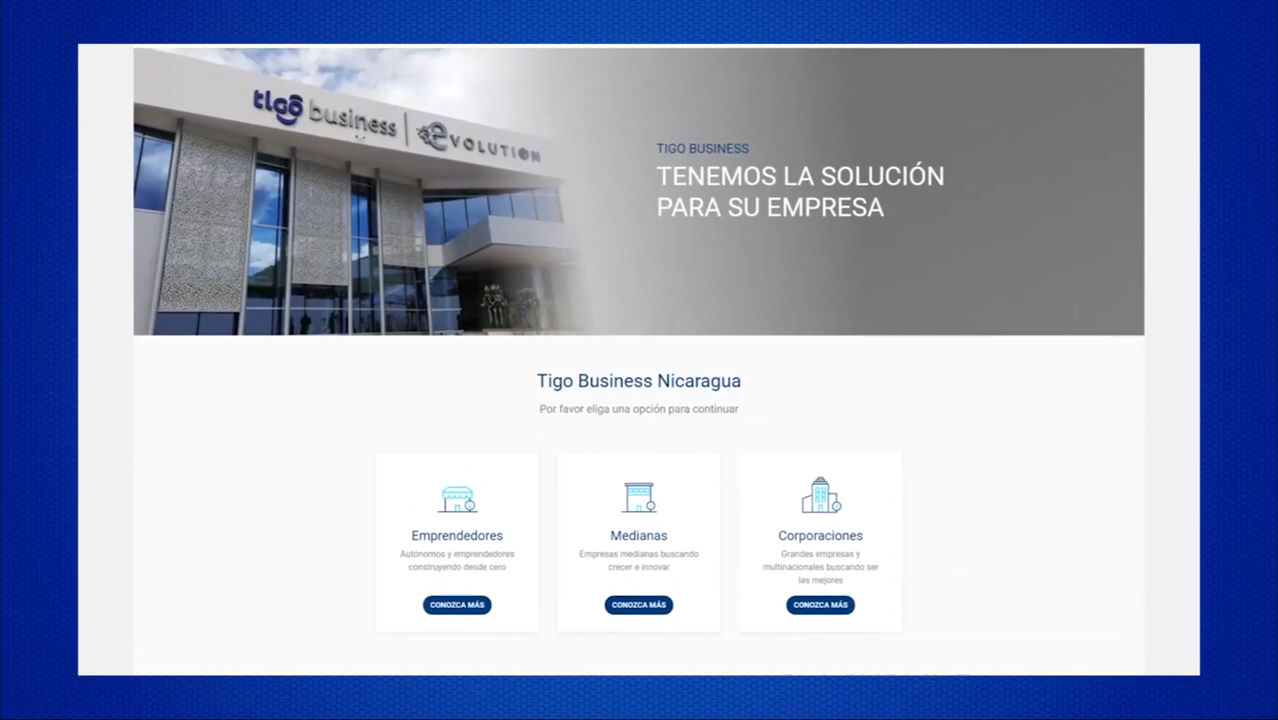 tigo business | evolution
TIGO BUSINESS
TENEMOS LA SOLUCIÓN
PARA SU EMPRESA
Tigo Business Nicaragua
Por favor eliga una opción para continuar
Emprendedores
Autónomos y emprendedores
construyendo desde cero
CONOZCA MÁS
Medianas
Empresas medianas buscando
crecer e innovar
CONOZCA MÁS
Corporaciones
Grandes empresas y
multinacionales buscando ser
las mejores
CONOZCA MÁS